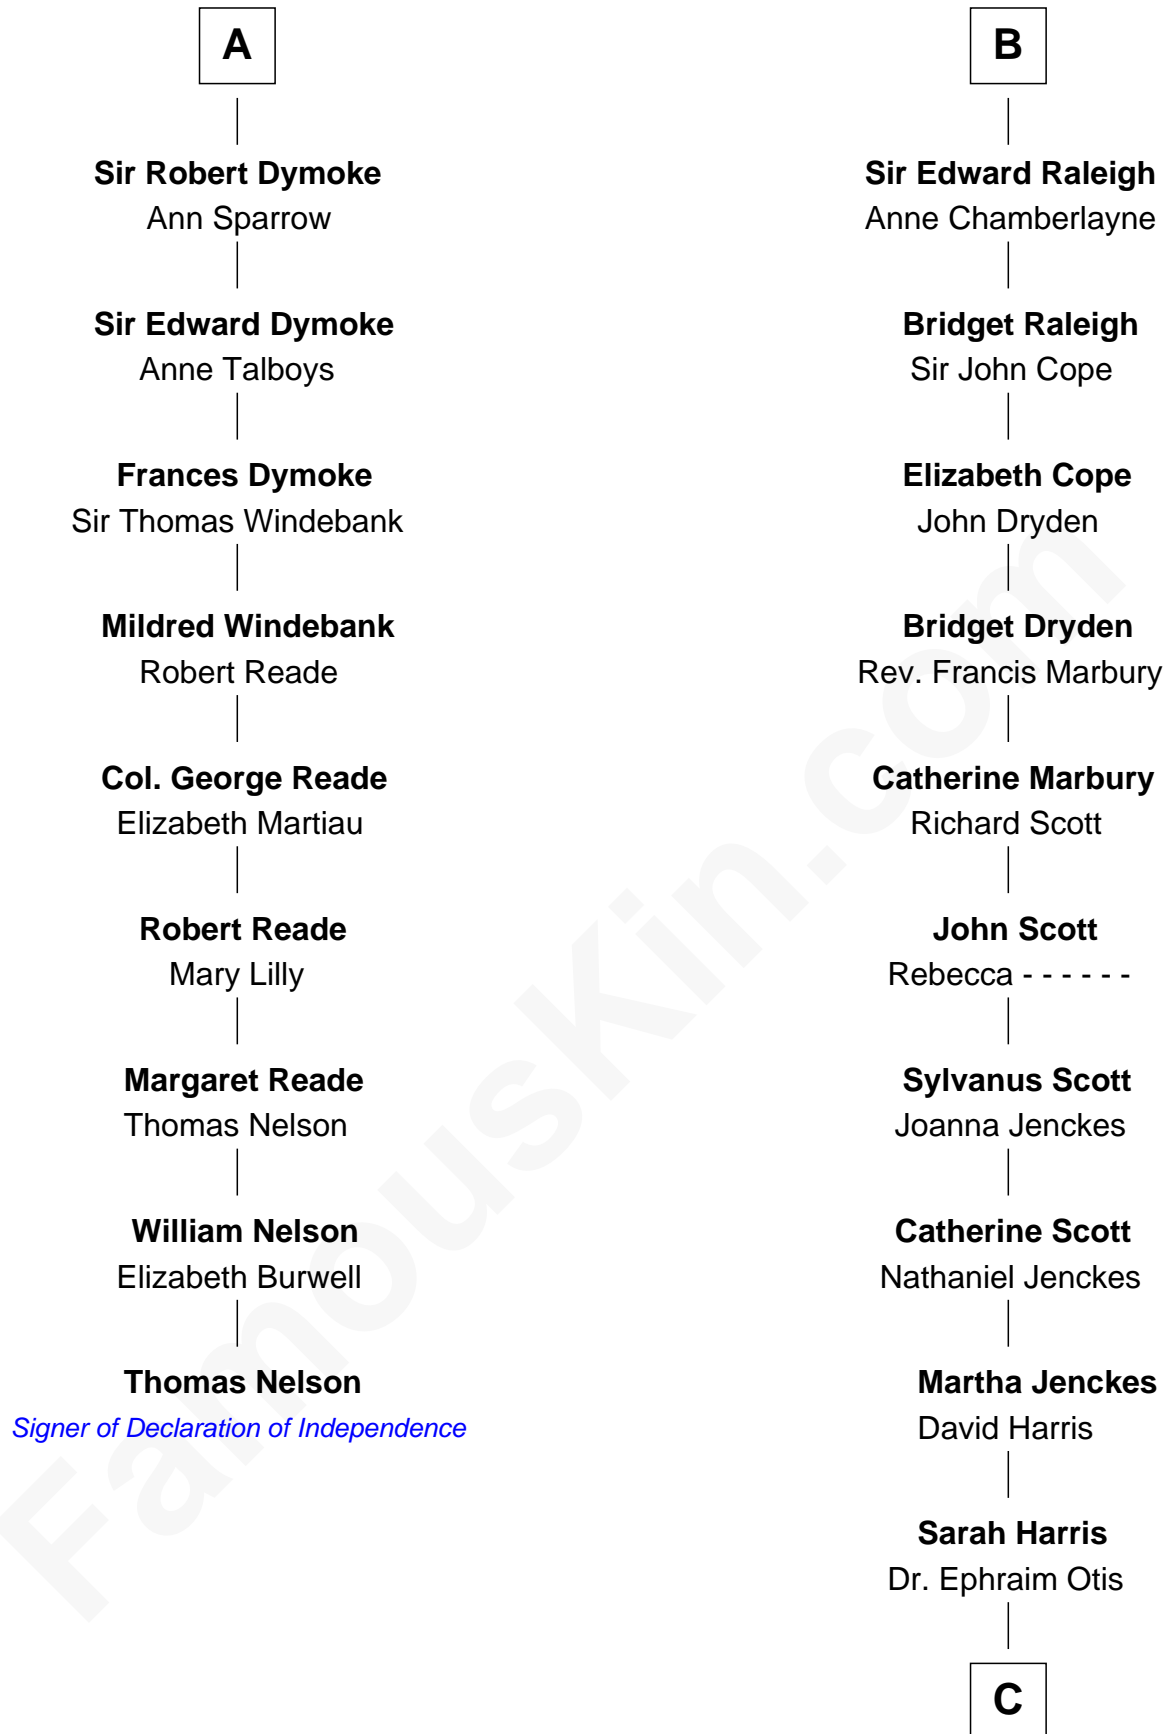 A
Sir Robert Dymoke
Ann Sparrow
Sir Edward Dymoke
Anne Talboys
Frances Dymoke
Sir Thomas Windebank
Mildred Windebank
Robert Reade
Col. George Reade
Elizabeth Martiau
Robert Reade
Mary Lilly
Margaret Reade
Thomas Nelson
William Nelson
Elizabeth Burwell
Thomas Nelson
Signer of Declaration of Independence
B
Sir Edward Raleigh
Anne Chamberlayne
Bridget Raleigh
Sir John Cope
Elizabeth Cope
John Dryden
Bridget Dryden
Rev. Francis Marbury
Catherine Marbury
Richard Scott
John Scott
Rebecca - - - - - -
Sylvanus Scott
Joanna Jenckes
Catherine Scott
Nathaniel Jenckes
Martha Jenckes
David Harris
Sarah Harris
Dr. Ephraim Otis
C
FamousKin.com